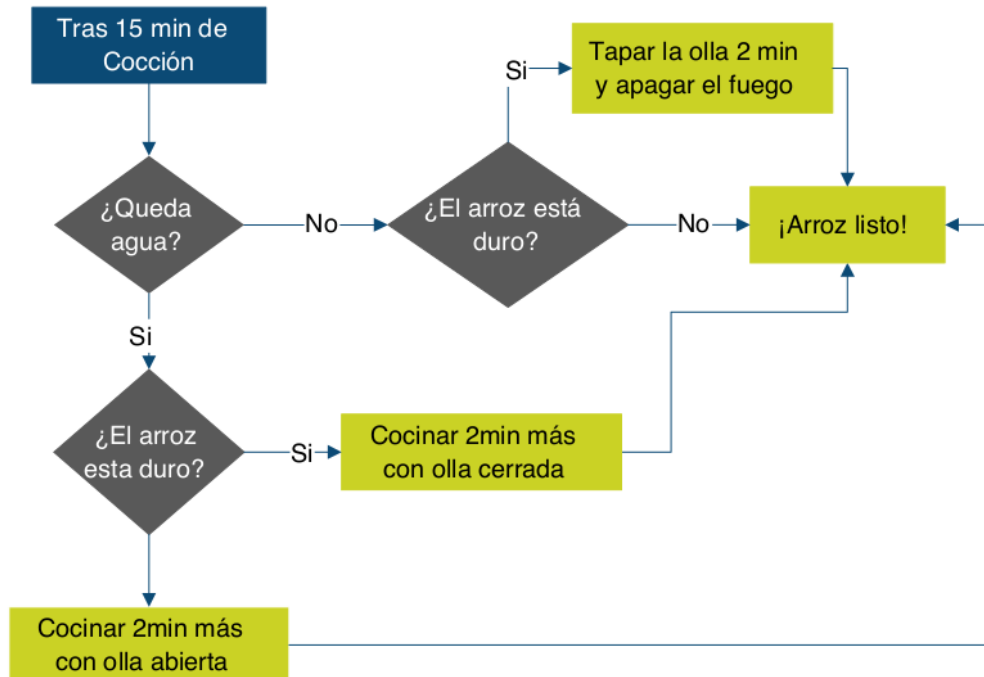 Tras 15 min de
Cocción
Si
Tapar la olla 2 min
y apagar el fuego
¿Queda
agua?
No
¿El arroz está
duro?
No
¡Arroz listo!
Si
¿El arroz
esta duro?
Si
Cocinar 2min más
con olla cerrada
Cocinar 2min más
con olla abierta